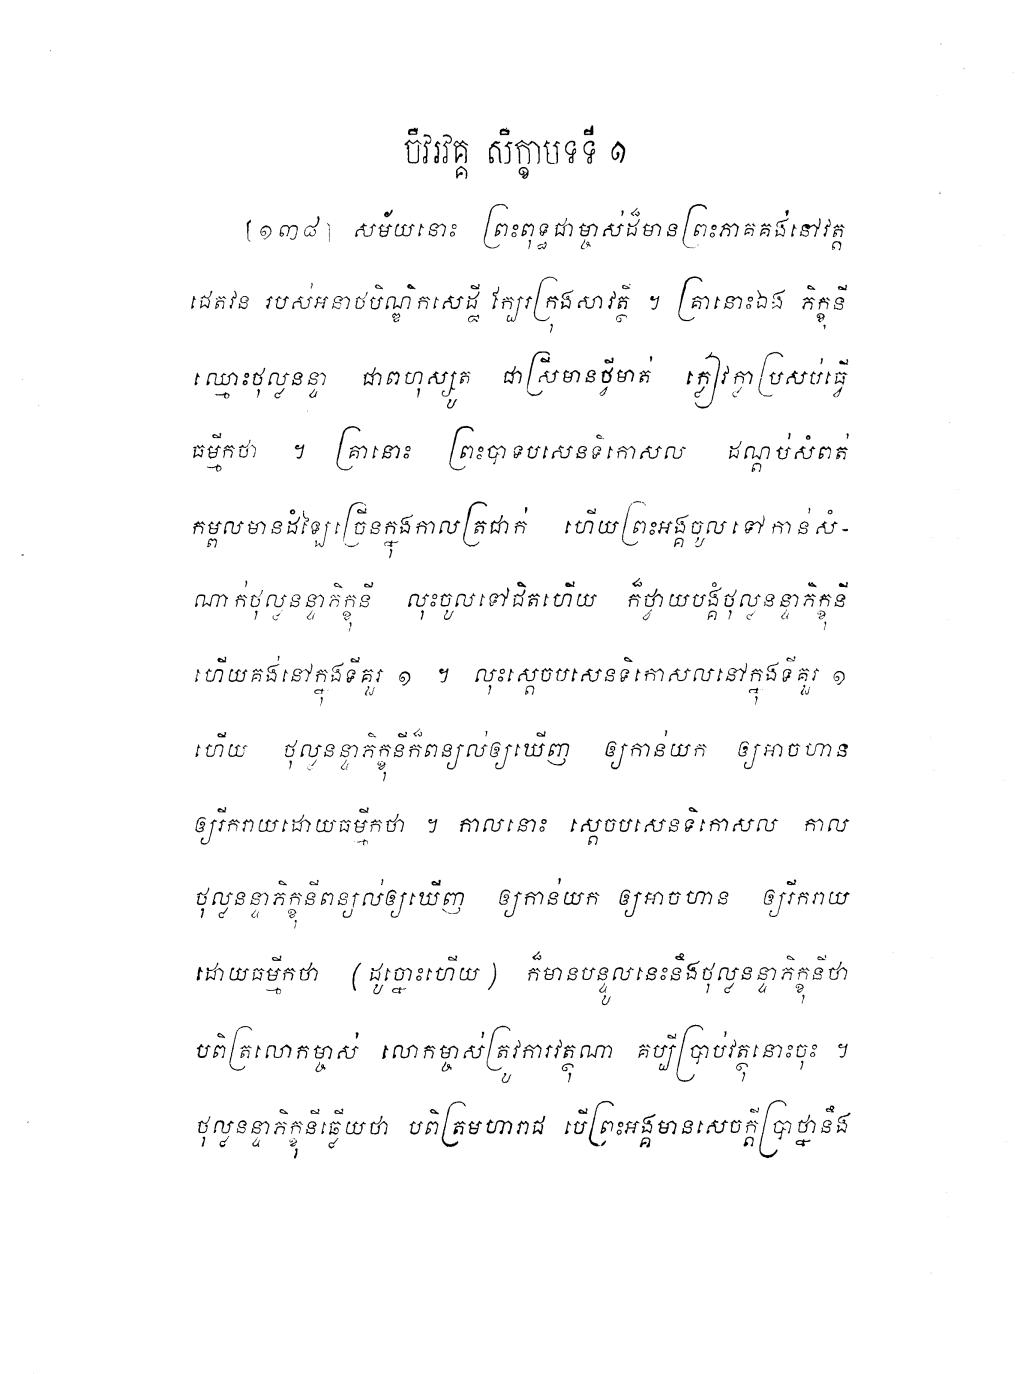 ចីវរវគ្គ សិក្ខាបទទី ១
[១៣៨] សម័យនោះ ព្រះពុទ្ធជាម្ចាស់ដ៏មានព្រះភាគគង់នៅវត្ត
ជេតវន របស់អនាថបិណ្ឌិកសេដ្ឋី ក្បែរក្រុងសាវត្ថី ។ គ្រានោះឯង ភិក្ខុនី
ឈ្មោះថុល្លនន្ទា ជាពហុស្សូត ជាស្រីមានថ្វីមាត់ ក្លៀវក្លាប្រសប់ធ្វើ
ធម្មីកថា ។ គ្រានោះ ព្រះបាទបសេនទិកោសល ដណ្តប់សំពត់
កម្ពលមានដំឡៃច្រើនក្នុងកាលត្រជាក់ ហើយព្រះអង្គចូលទៅកាន់សំ-
ណាក់ថុល្លនន្ទាភិក្ខុនី លុះចូលទៅជិតហើយ ក៏ថ្វាយបង្គំថុល្លនន្ទាភិក្ខុនី
ហើយគង់នៅក្នុងទីគួរ ១ ។ លុះស្តេចបសេនទិកោសលនៅក្នុងទីគួរ ១
ហើយ ថុល្លនន្ទាភិក្ខុនីក៏ពន្យល់ឲ្យឃើញ ឲ្យកាន់យក ឲ្យអាចហាន
ឲ្យរីករាយដោយធម្មីកថា ។ កាលនោះ ស្តេចបសេនទិកោសល កាល
ថុល្លនន្ទាភិក្ខុនីពន្យល់ឲ្យឃើញ ឲ្យកាន់យក ឲ្យអាចហាន ឲ្យរីករាយ
ដោយធម្មីកថា (ដូច្នោះហើយ) ក៏មានបន្ទូលនេះនឹងថុល្លនន្ទាភិក្ខុនីថា
បពិត្រលោកម្ចាស់ លោកម្ចាស់ត្រូវការវត្ថុណា គប្បីប្រាប់វត្ថុនោះចុះ ។
ថុល្លនន្ទាភិក្ខុនីឆ្លើយថា បពិត្រមហារាជ បើព្រះអង្គមានសេចក្តីប្រាថ្នានឹង